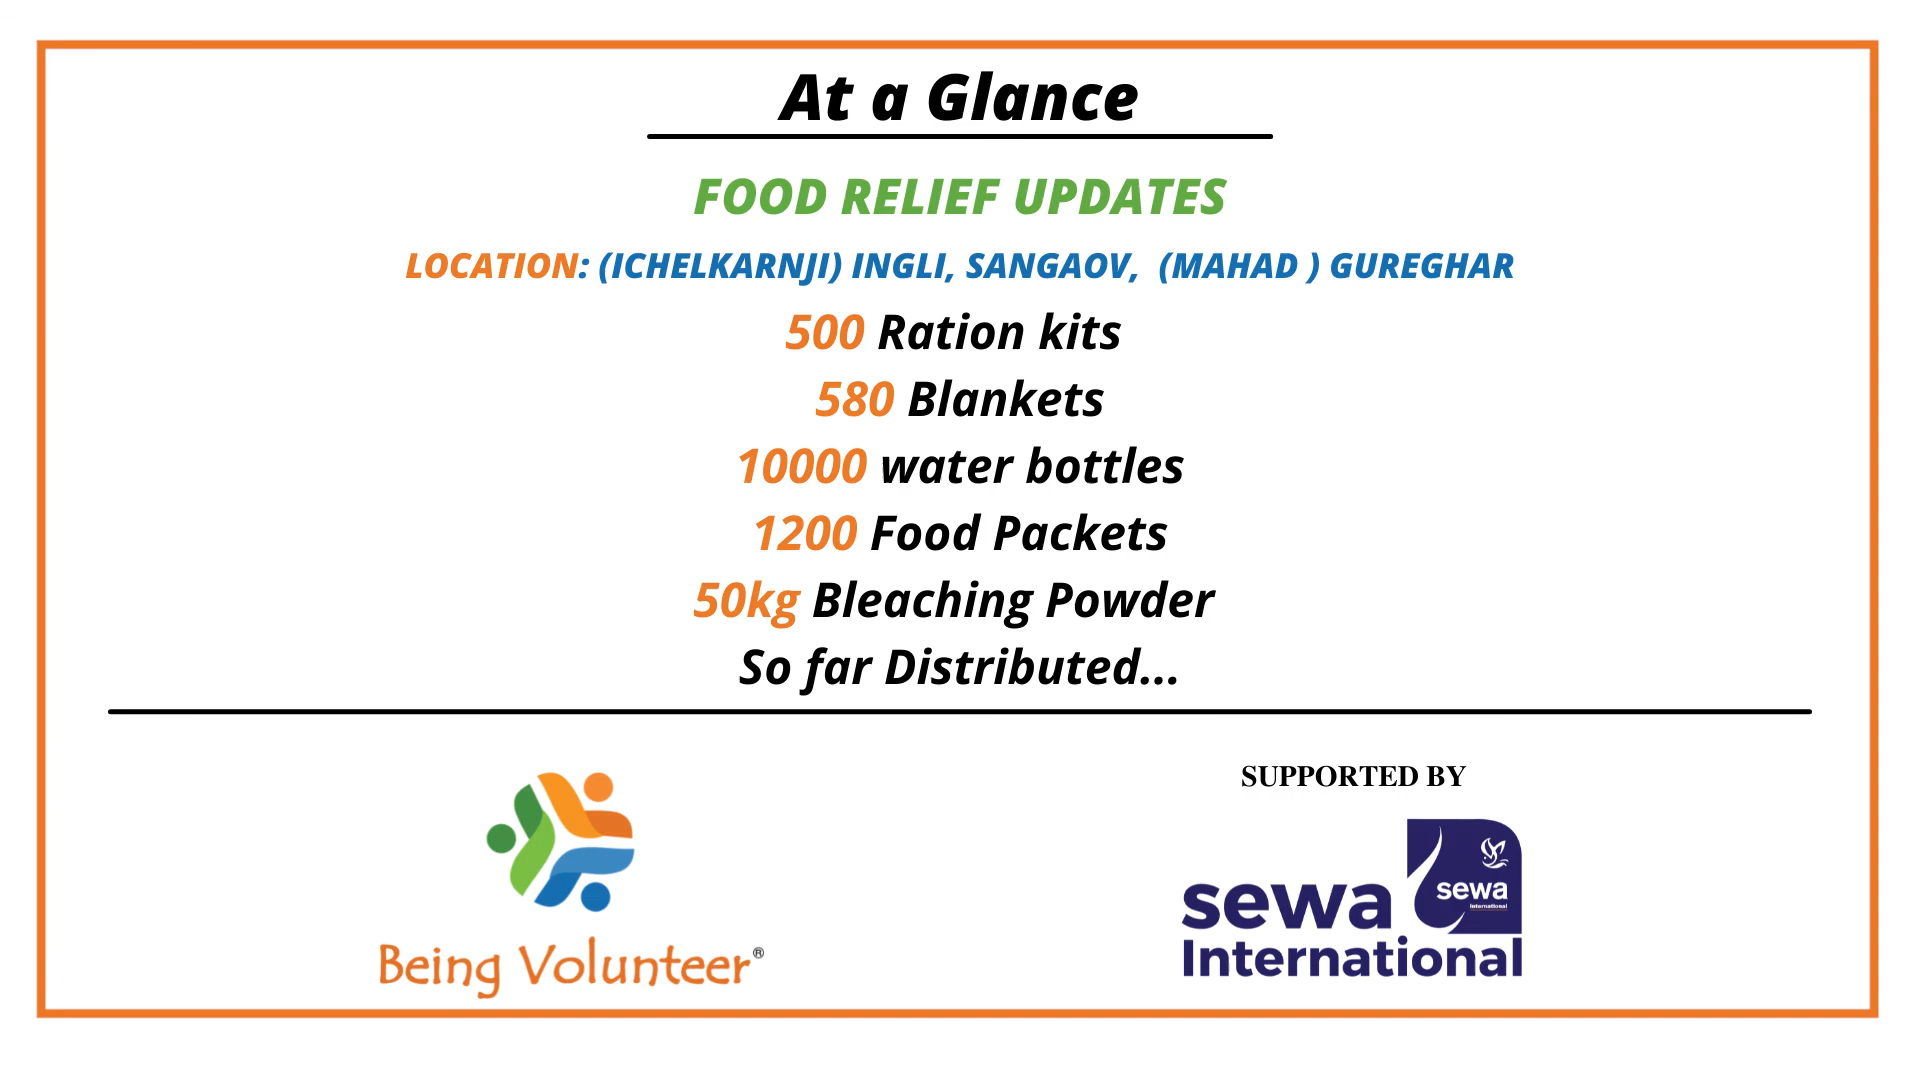 At a Glance
FOOD RELIEF UPDATES
LOCATION: (ICHELKARNJI) INGLI, SANGAOV, (MAHAD ) GUREGHAR
500 Ration kits
580 Blankets
10000 water bottles
1200 Food Packets
50kg Bleaching Powder
So far Distributed...
Being Volunteer®
SUPPORTED BY
sewa
International
sewa
International